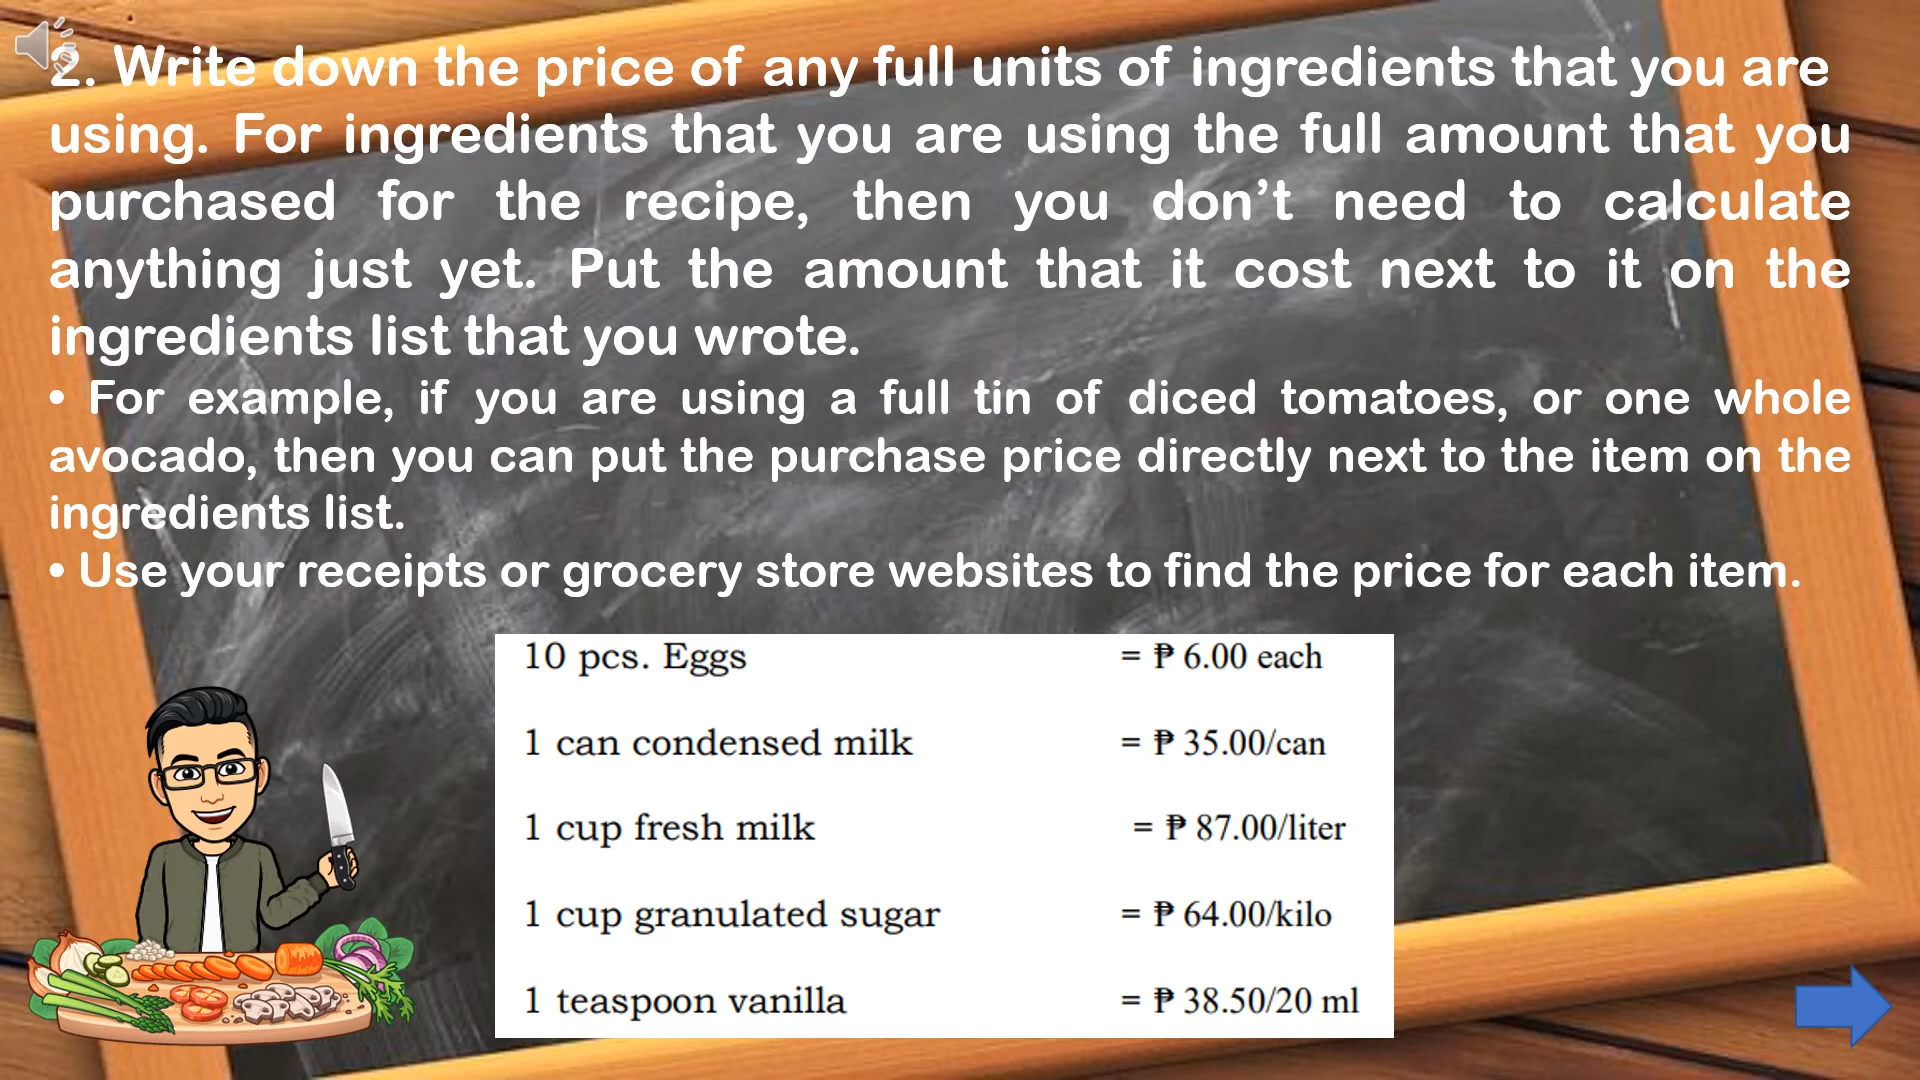 2. Write down the price of any full units of ingredients that you are
using. For ingredients that you are using the full amount that you
purchased for the recipe, then you don’t need to calculate
anything just yet. Put the amount that it cost next to it on the
ingredients list that you wrote.
• For example, if you are using a full tin of diced tomatoes, or one whole
avocado, then you can put the purchase price directly next to the item on the
ingredients list.
• Use your receipts or grocery store websites to find the price for each item.
10 pcs. Eggs = ₱ 6.00 each
1 can condensed milk = ₱ 35.00/can
1 cup fresh milk = ₱ 87.00/liter
1 cup granulated sugar = ₱ 64.00/kilo
1 teaspoon vanilla = ₱ 38.50/20 ml